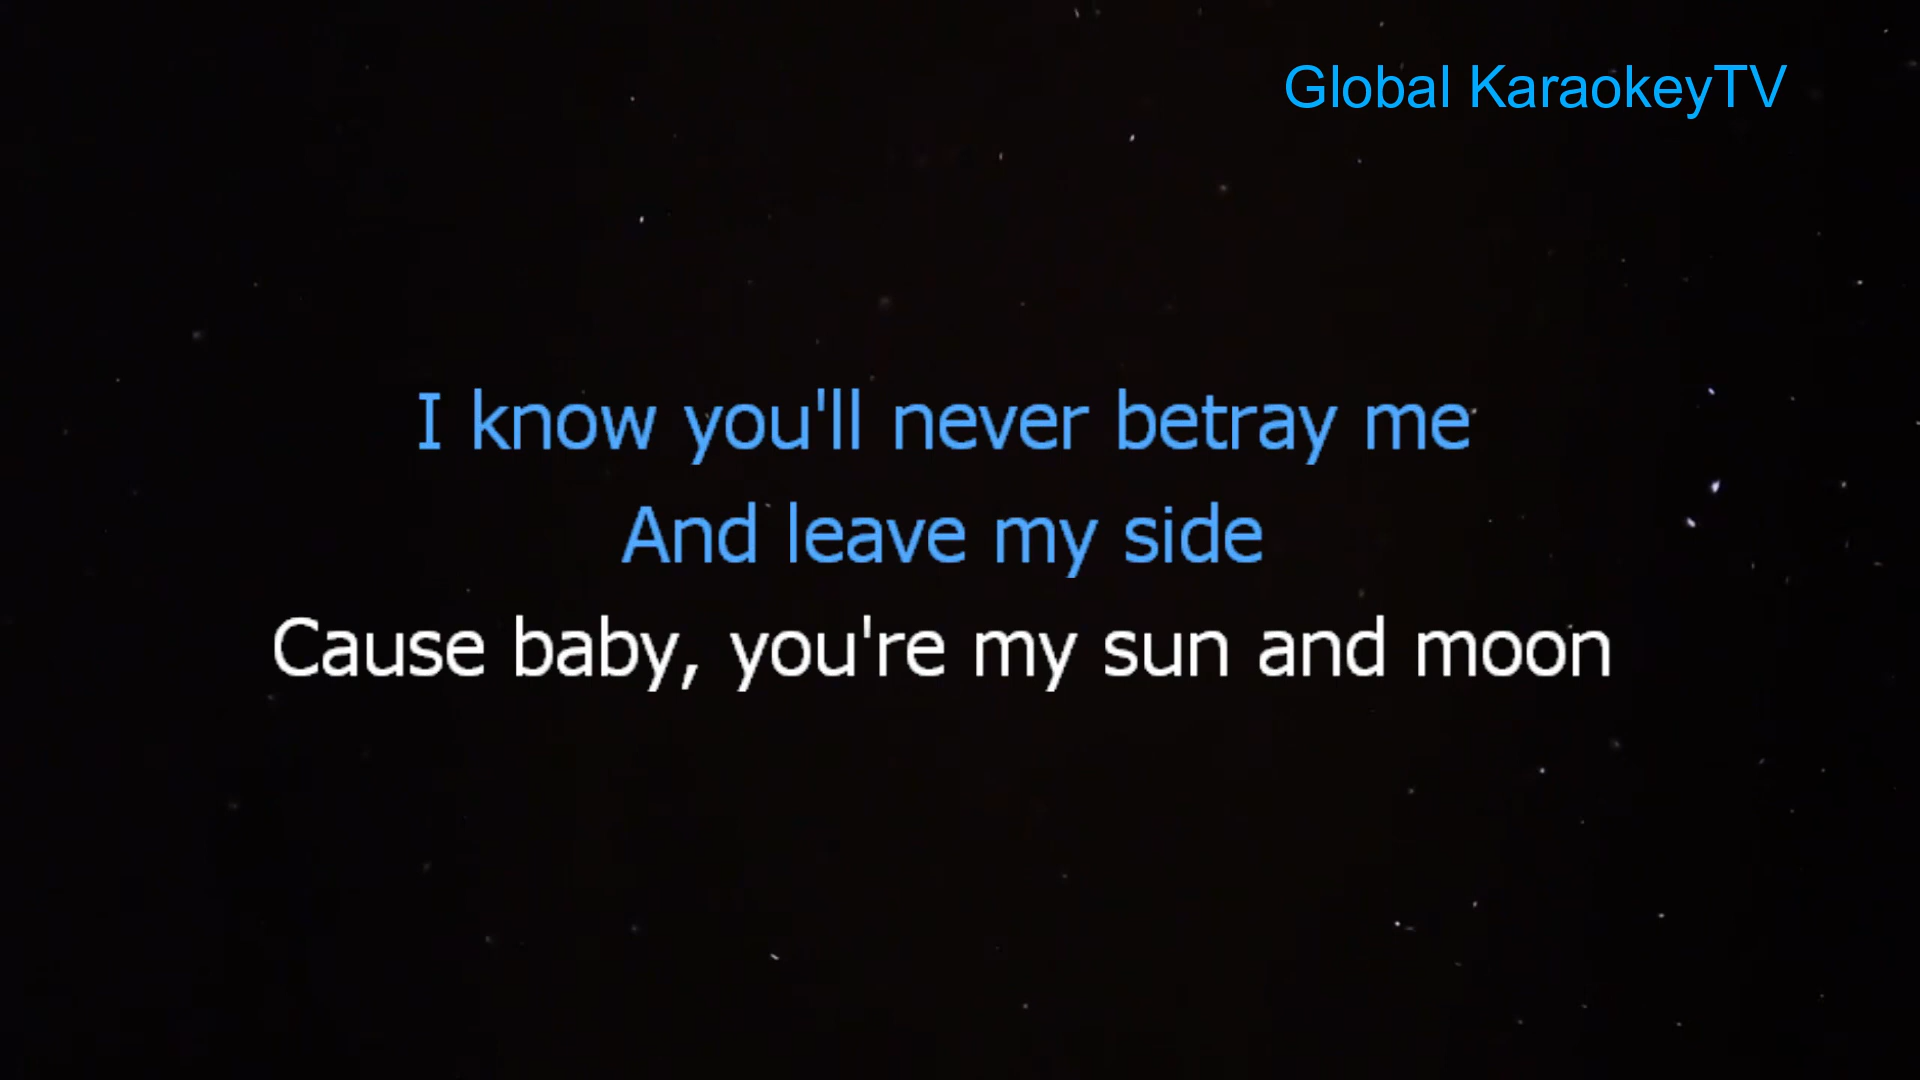 Global KaraokeyTV
I know you'll never betray me
And leave my side
Cause baby, you're my sun and moon